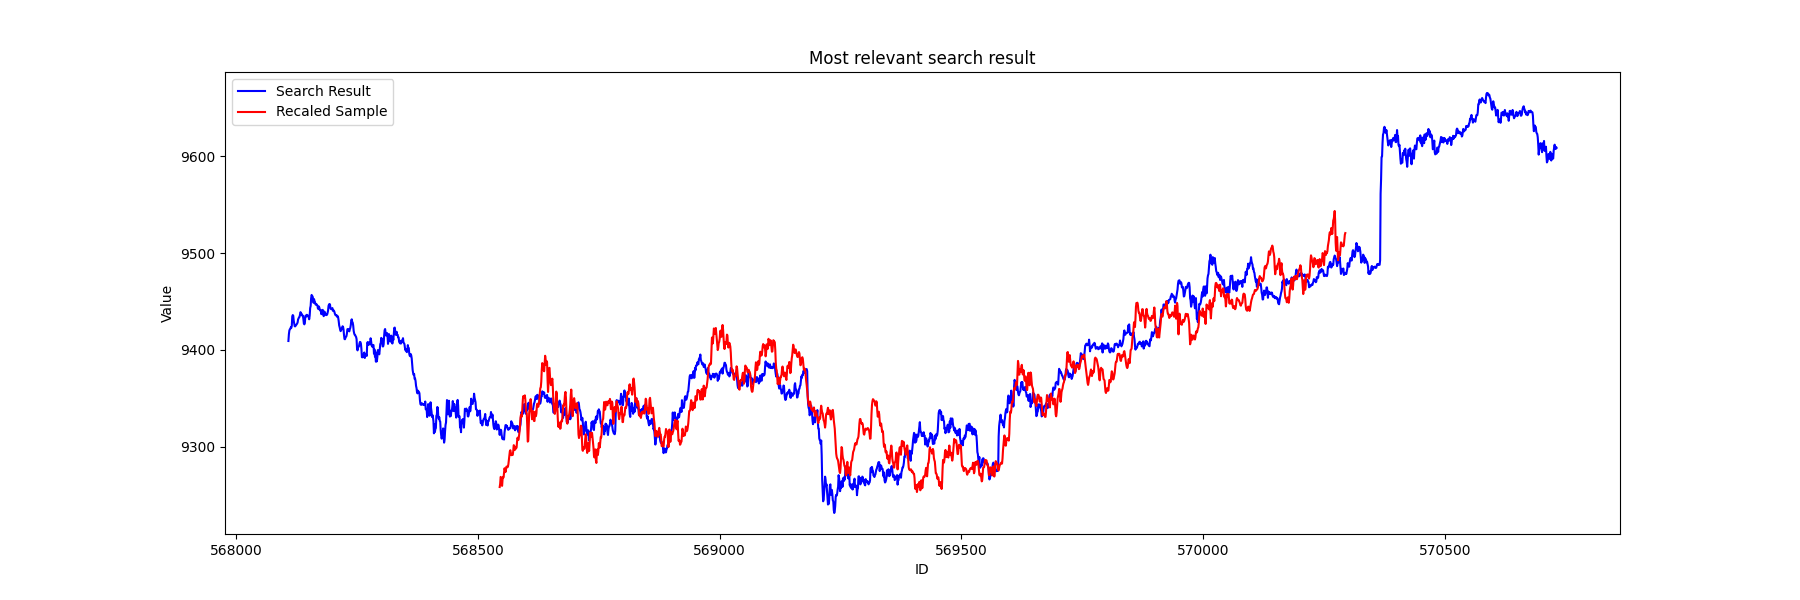 Most relevant search result
Search Result
Recaled Sample
9600
9500
9400
9300
Value
568000 568500 569000 569500 570000 570500
ID